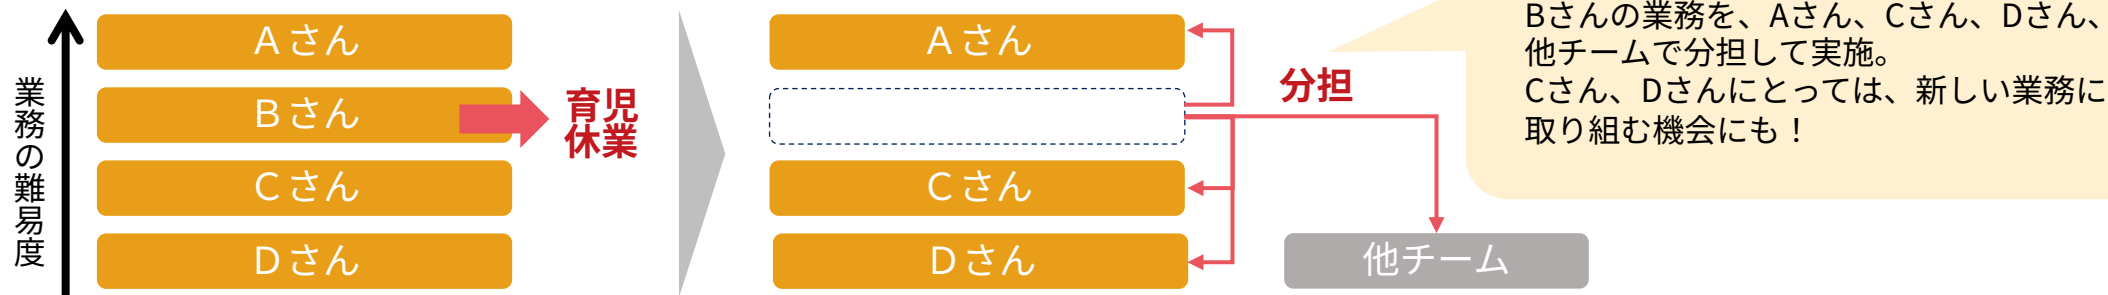 業務の難易度
Aさん
Bさん
Cさん
Dさん
育児
休業
Aさん
Cさん
Dさん
分担
他チーム
Bさんの業務を、Aさん、Cさん、Dさん、
他チームで分担して実施。
Cさん、Dさんにとっては、新しい業務に
取り組む機会にも！